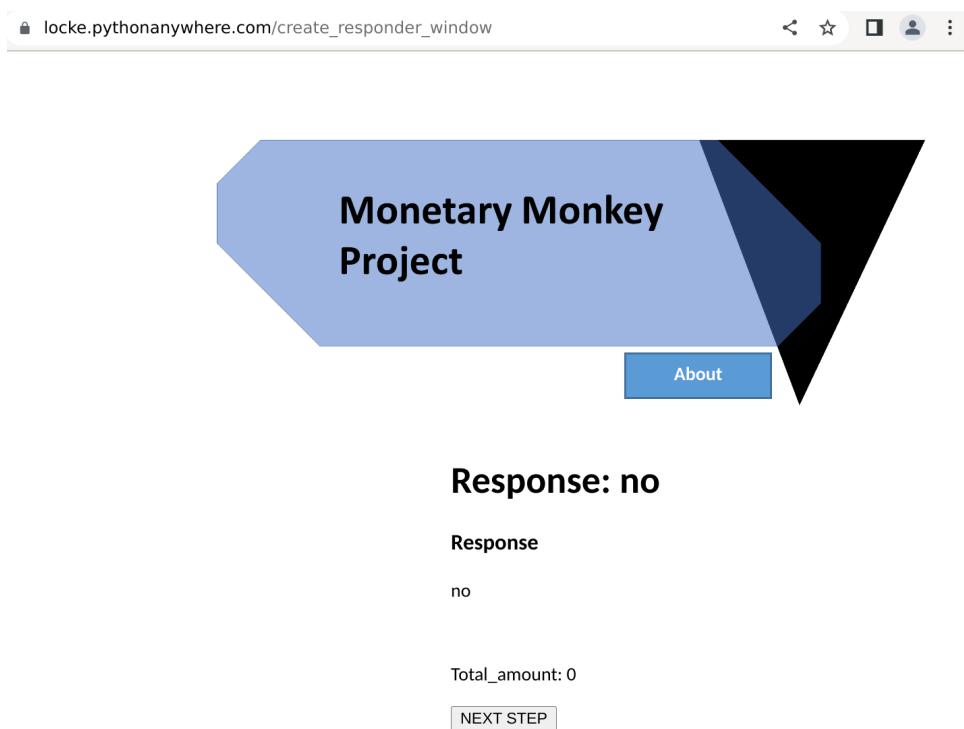 locke.pythonanywhere.com/create_responder_window
Monetary Monkey
Project
About
Response: no
Response
no
Total_amount: 0
NEXT STEP